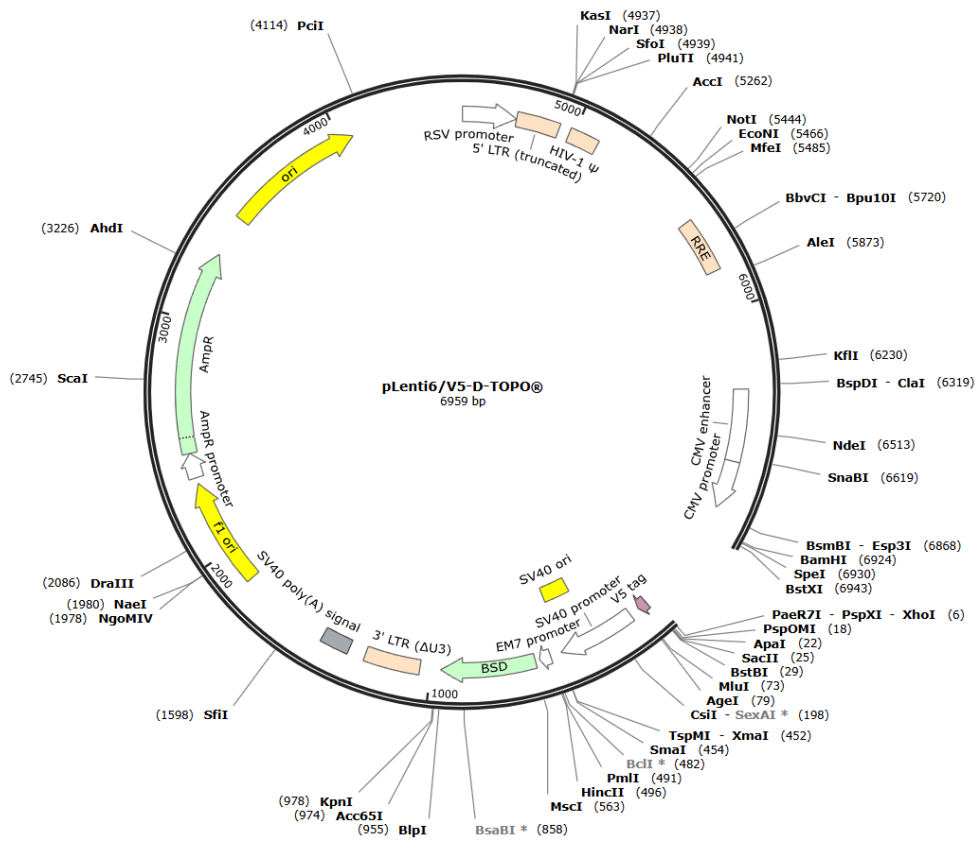 pLenti6/V5-D-TOPO®
6959 bp
(4114) PciI
KasI (4937)
NarI (4938)
SfoI (4939)
PluTI (4941)
AccI (5262)
NotI (5444)
EcoNI (5466)
MfeI (5485)
BbvCI - Bpu10I (5720)
AleI (5873)
KflI (6230)
BspDI - ClaI (6319)
NdeI (6513)
SnaBI (6619)
BsmBI - Esp3I (6868)
BamHI (6924)
SpeI (6930)
BstXI (6943)
PaeR7I - PspXI - XhoI (6)
PspOMI (18)
ApaI (22)
SacII (25)
BstBI (29)
MluI (73)
AgeI (79)
CsiI - SexAI * (198)
TspMI - XmaI (452)
SmaI (454)
BclI * (482)
PmlI (491)
HincII (496)
MscI (563)
BsaBI * (858)
(955) BlpI
(974) Acc65I
(978) KpnI
(1598) SfiI
(1978) NgoMIV
(1980) NaeI
(2086) DraIII
(2745) ScaI
(3226) AhdI
1000
2000
3000
4000
5000
6000
RSV promoter
5' LTR (truncated)
HIV-1 Ψ
RRE
CMV enhancer
CMV promoter
V5 tag
SV40 promoter
SV40 ori
EM7 promoter
BSD
3' LTR (ΔU3)
SV40 poly(A) signal
f1 ori
AmpR promoter
AmpR
ori